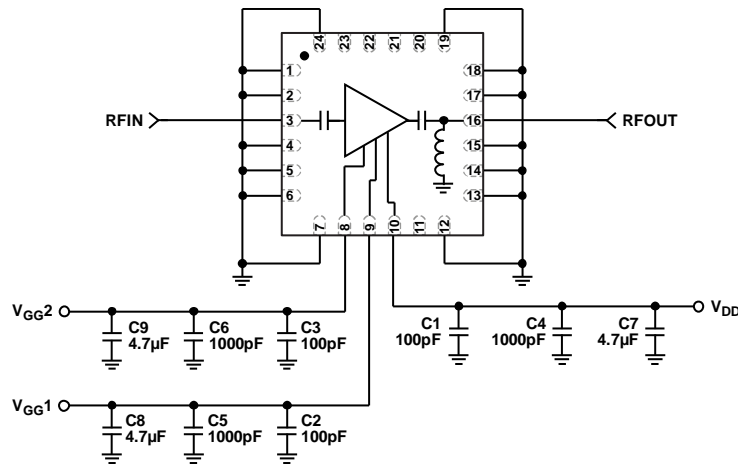 24 23 22 21 20 19
1 18
2 17
RFIN 3 16 RFOUT
4 15
5 14
6 13
7 8 9 10 11 12
VGG2
C9
4.7µF
C6
1000pF
C3
100pF
C1
100pF
C4
1000pF
C7
4.7µF
VDD
VGG1
C8
4.7µF
C5
1000pF
C2
100pF